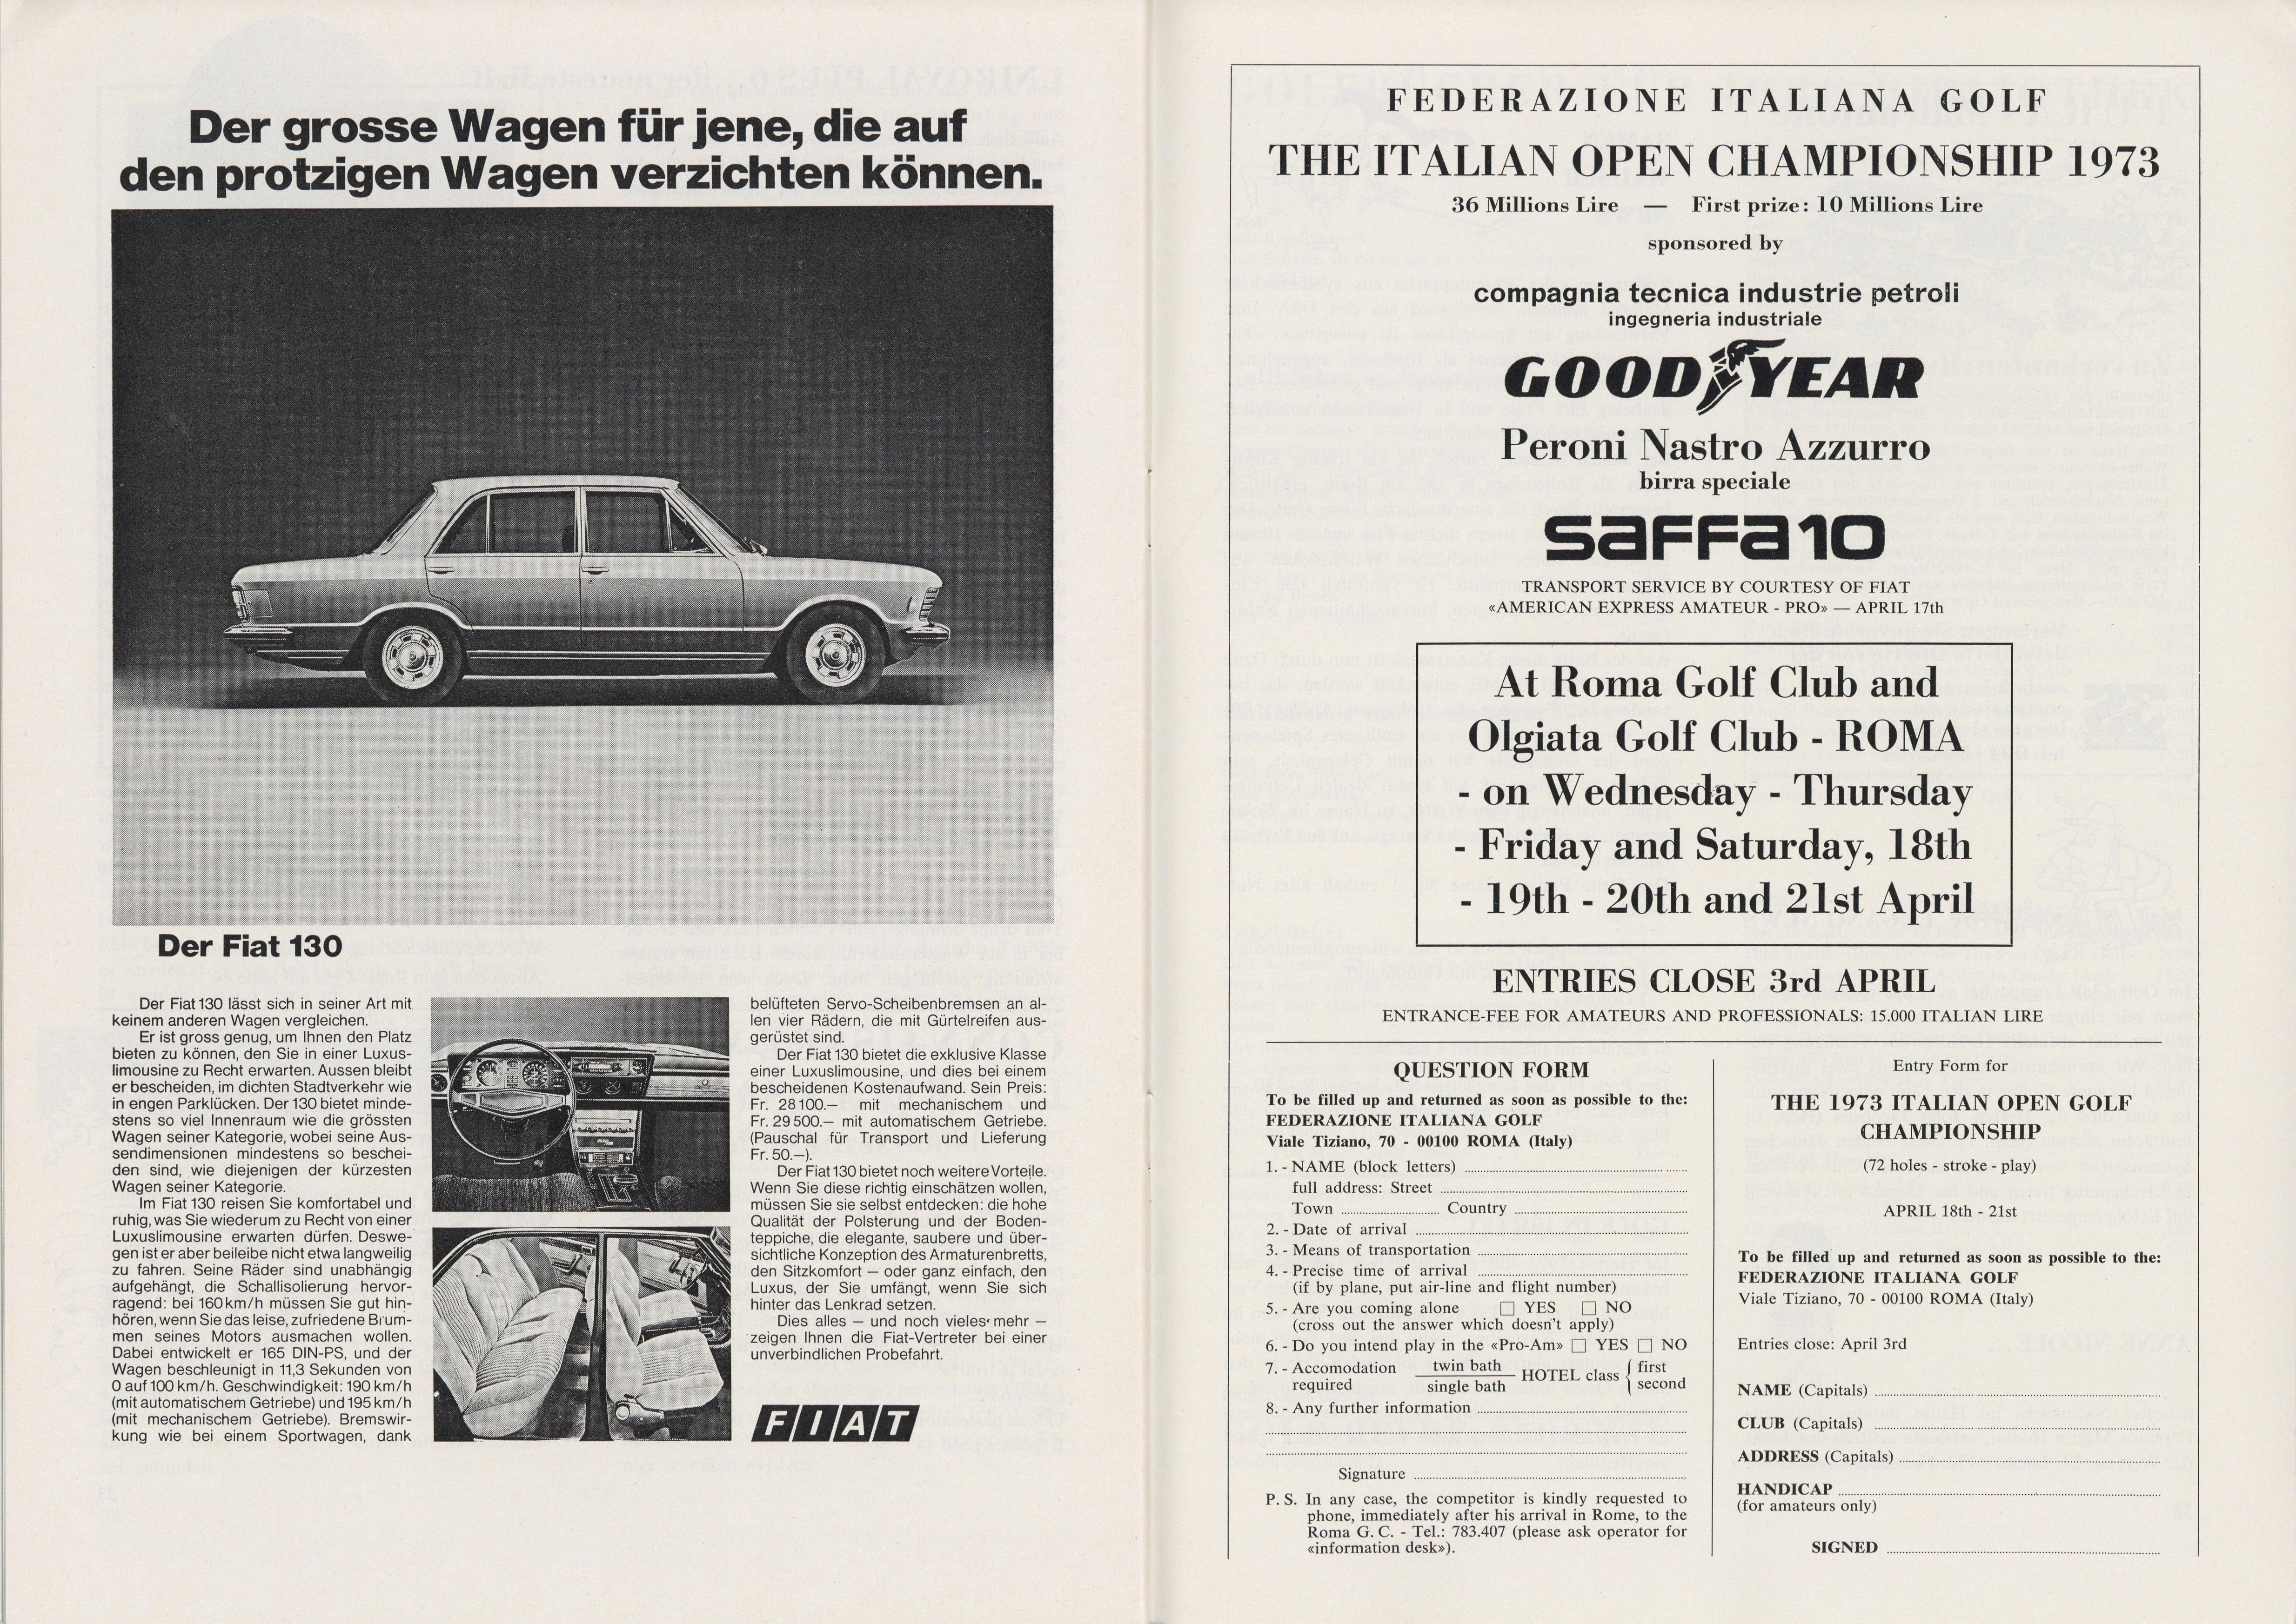 Der grosse Wagen für jene, die auf
den protzigen Wagen verzichten können.
Der Fiat 130
Der Fiat 130 lässt sich in seiner Art mit
keinem anderen Wagen vergleichen.
Er ist gross genug, um Ihnen den Platz
bieten zu können, den Sie in einer Luxus-
limousine zu Recht erwarten. Aussen bleibt
er bescheiden, im dichten Stadtverkehr wie
in engen Parklücken. Der 130 bietet minde-
stens so viel Innenraum wie die grössten
Wagen seiner Kategorie, wobei seine Aus-
sendimensionen mindestens so beschei-
den sind, wie diejenigen der kürzesten
Wagen seiner Kategorie.
Im Fiat 130 reisen Sie komfortabel und
ruhig, was Sie wiederum zu Recht von einer
Luxuslimousine erwarten dürfen. Deswe-
gen ist er aber beileibe nicht etwa langweilig
zu fahren. Seine Räder sind unabhängig
aufgehängt, die Schallisolierung hervor-
ragend: bei 160 km/h müssen Sie gut hin-
hören, wenn Sie das leise, zufriedene Brum-
men seines Motors ausmachen wollen.
Dabei entwickelt er 165 DIN-PS, und der
Wagen beschleunigt in 11,3 Sekunden von
0 auf 100 km/h. Geschwindigkeit: 190 km/h
(mit automatischem Getriebe) und 195 km/h
(mit mechanischem Getriebe). Bremswir-
kung wie bei einem Sportwagen, dank
belüfteten Servo-Scheibenbremsen an al-
len vier Rädern, die mit Gürtelreifen aus-
gerüstet sind.
Der Fiat 130 bietet die exklusive Klasse
einer Luxuslimousine, und dies bei einem
bescheidenen Kostenaufwand. Sein Preis:
Fr. 28100.— mit mechanischem und
Fr. 29500.— mit automatischem Getriebe.
(Pauschal für Transport und Lieferung
Fr. 50.—).
Der Fiat 130 bietet noch weitere Vorteile.
Wenn Sie diese richtig einschätzen wollen,
müssen Sie sie selbst entdecken: die hohe
Qualität der Polsterung und der Boden-
teppiche, die elegante, saubere und über-
sichtliche Konzeption des Armaturenbretts,
den Sitzkomfort — oder ganz einfach, den
Luxus, der Sie umfängt, wenn Sie sich
hinter das Lenkrad setzen.
Dies alles — und noch vieles mehr —
zeigen Ihnen die Fiat-Vertreter bei einer
unverbindlichen Probefahrt.
FIAT
FEDERAZIONE ITALIANA GOLF
THE ITALIAN OPEN CHAMPIONSHIP 1973
36 Millions Lire — First prize: 10 Millions Lire
sponsored by
compagnia tecnica industrie petroli
ingegneria industriale
GOODYEAR
Peroni Nastro Azzurro
birra speciale
saffa10
TRANSPORT SERVICE BY COURTESY OF FIAT
«AMERICAN EXPRESS AMATEUR - PRO» — APRIL 17th
At Roma Golf Club and
Olgiata Golf Club - ROMA
- on Wednesday - Thursday
- Friday and Saturday, 18th
- 19th - 20th and 21st April
ENTRIES CLOSE 3rd APRIL
ENTRANCE-FEE FOR AMATEURS AND PROFESSIONALS: 15.000 ITALIAN LIRE
QUESTION FORM
To be filled up and returned as soon as possible to the:
FEDERAZIONE ITALIANA GOLF
Viale Tiziano, 70 - 00100 ROMA (Italy)
1. - NAME (block letters)
full address: Street
Town Country
2. - Date of arrival
3. - Means of transportation
4. - Precise time of arrival
(if by plane, put air-line and flight number)
5. - Are you coming alone □ YES □ NO
(cross out the answer which doesn't apply)
6. - Do you intend play in the «Pro-Am» □ YES □ NO
7. - Accomodation twin bath HOTEL class first
required single bath second
8. - Any further information
Signature
P. S. In any case, the competitor is kindly requested to
phone, immediately after his arrival in Rome, to the
Roma G. C. - Tel.: 783.407 (please ask operator for
«information desk»).
Entry Form for
THE 1973 ITALIAN OPEN GOLF
CHAMPIONSHIP
(72 holes - stroke - play)
APRIL 18th - 21st
To be filled up and returned as soon as possible to the:
FEDERAZIONE ITALIANA GOLF
Viale Tiziano, 70 - 00100 ROMA (Italy)
Entries close: April 3rd
NAME (Capitals)
CLUB (Capitals)
ADDRESS (Capitals)
HANDICAP
(for amateurs only)
SIGNED